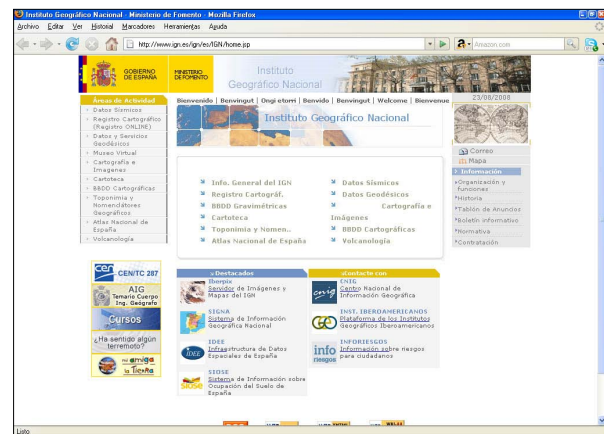 Instituto Geográfico Nacional - Ministerio de Fomento - Mozilla Firefox
Archivo Editar Ver Historial Marcadores Herramientas Ayuda
http://www.ign.es/ign/es/IGN/home.jsp
Amazon.com
GOBIERNO DE ESPAÑA
MINISTERIO DE FOMENTO
Instituto
Geográfico Nacional
Áreas de Actividad
Datos Sísmicos
Registro Cartográfico
(Registro ONLINE)
Datos y Servicios
Geodésicos
Museo Virtual
Cartografía e
Imagenes
Cartoteca
BBDD Cartográficas
Toponimia y
Nomenclátores
Geográficos
Atlas Nacional de
España
Volcanología
CEN/TC 287
AIG
Temario Cuerpo
Ing. Geógrafo
Cursos
¿Ha sentido algún
terremoto?
mi amiga
la Tierra
Bienvenido | Benvingut | Ongi etorri | Benvido | Benvingut | Welcome | Bienvenue
Instituto Geográfico Nacional
Info. General del IGN
Registro Cartográf.
BBDD Gravimétricas
Cartoteca
Toponimia y Nomen..
Atlas Nacional de España
Datos Sísmicos
Datos Geodésicos
Cartografía e
Imágenes
BBDD Cartográficas
Volcanología
Destacados
Iberpix
Servidor de Imágenes y
Mapas del IGN
SIGNA
Sistema de Información
Geográfica Nacional
IDEE
IDEE
Infraestructura de Datos
Espaciales de España
SIOSE
siose
Sistema de Información sobre
Ocupación del Suelo de
España
Contacte con
cnig
CNIG
Centro Nacional de
Información Geográfica
INST. IBEROAMERICANOS
Plataforma de los Institutos
Geográficos Iberoamericanos
info
riesgos
INFORIESGOS
Información sobre riesgos
para ciudadanos
23/08/2008
Correo
Mapa
Información
Organización y
funciones
Historia
Tablón de Anuncios
Boletín informativo
Normativa
Contratación
Listo